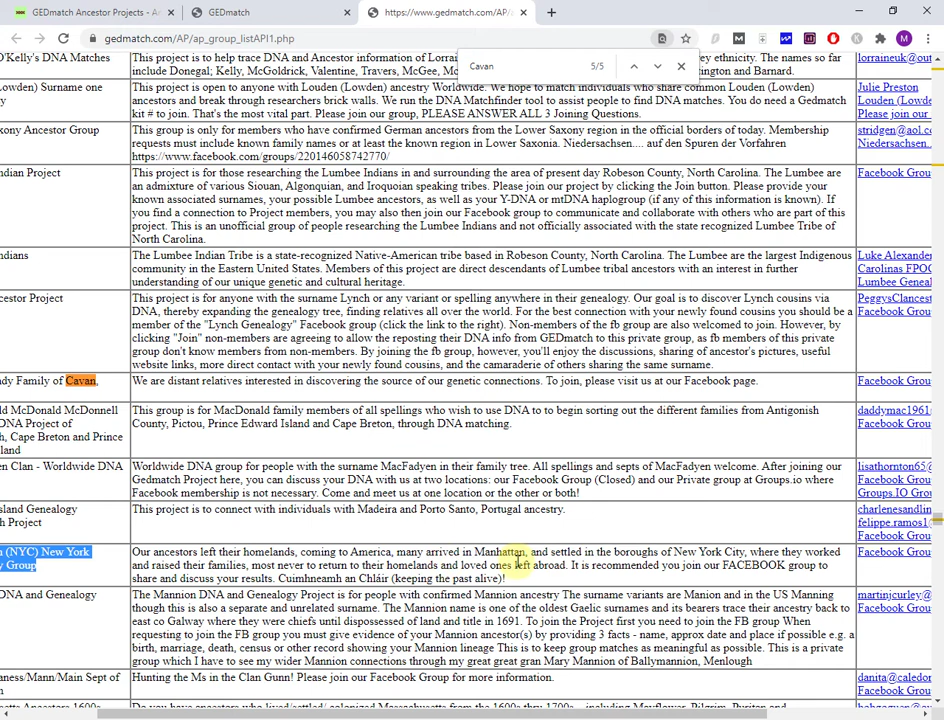 GEDmatch Ancestor Projects - A
GEDmatch
https://www.gedmatch.com/AP/a
gedmatch.com/AP/ap_group_listAPI1.php
Cavan 5/5
O'Kelly's DNA Matches
This project is to help trace DNA and Ancestor information of Lorrai
include Donegal; Kelly, McGoldrick, Valentine, Travers, McGee, M
ngton and Barnard.
Lowden) Surname one
This project is open to anyone with Louden (Lowden) ancestry Worldwide. We hope to match individuals who share common Louden (Lowden)
ancestors and break through researchers brick walls. We run the DNA Matchfinder tool to assist people to find DNA matches. You do need a Gedmatch
kit # to join. That's the most vital part. Please join our group, PLEASE ANSWER ALL 3 Joining Questions.
Julie Preston
Louden (Lowde
Please join our
xony Ancestor Group
This group is only for members who have confirmed German ancestors from the Lower Saxony region in the official borders of today. Membership
requests must include known family names or at least the known region in Lower Saxonia. Niedersachsen.... auf den Spuren der Vorfahren
https://www.facebook.com/groups/220146058742770/
stridgen@aol.c
Niedersachsen..
ndian Project
This project is for those researching the Lumbee Indians in and surrounding the area of present day Robeson County, North Carolina. The Lumbee are
an admixture of various Siouan, Algonquian, and Iroquoian speaking tribes. Please join our project by clicking the Join button. Please provide your
known associated surnames, your possible Lumbee ancestors, as well as your Y-DNA or mtDNA haplogroup (if any of this information is known). If
you find a connection to Project members, you may also then join our Facebook group to communicate and collaborate with others who are part of this
project. This is an unofficial group of people researching the Lumbee Indians and not officially associated with the state recognized Lumbee Tribe of
North Carolina.
Facebook Grou
ndians
The Lumbee Indian Tribe is a state-recognized Native-American tribe based in Robeson County, North Carolina. The Lumbee are the largest Indigenous
community in the Eastern United States. Members of this project are direct descendants of Lumbee tribal ancestors with an interest in further
understanding of our unique genetic and cultural heritage.
Luke Alexander
Carolinas FPOC
Lumbee Geneal
cestor Project
This project is for anyone with the surname Lynch or any variant or spelling anywhere in their genealogy. Our goal is to discover Lynch cousins via
DNA, thereby expanding the genealogy tree, finding relatives all over the world. For the best connection with your newly found cousins you should be a
member of the "Lynch Genealogy" Facebook group (click the link to the right). Non-members of the fb group are also welcomed to join. However, by
clicking "Join" non-members are agreeing to allow the reposting their DNA info from GEDmatch to this private group, as fb members of this private
group don't know members from non-members. By joining the fb group, however, you'll enjoy the discussions, sharing of ancestor's pictures, useful
website links, more direct contact with your newly found cousins, and the camaraderie of others sharing the same surname.
PeggysClancest
Facebook Grou
ndy Family of Cavan,
We are distant relatives interested in discovering the source of our genetic connections. To join, please visit us at our Facebook page.
Facebook Grou
ld McDonald McDonnell
DNA Project of
h, Cape Breton and Prince
land
This group is for MacDonald family members of all spellings who wish to use DNA to to begin sorting out the different families from Antigonish
County, Pictou, Prince Edward Island and Cape Breton, through DNA matching.
daddymac1961
Facebook Grou
en Clan - Worldwide DNA
Worldwide DNA group for people with the surname MacFadyen in their family tree. All spellings and septs of MacFadyen welcome. After joining our
Gedmatch Project here, you can discuss your DNA with us at two locations: our Facebook Group (Closed) and our Private group at Groups.io where
Facebook membership is not necessary. Come and meet us at one location or the other or both!
lisathornton65@
Facebook Grou
Groups.IO Grou
sland Genealogy
ch Project
This project is to connect with individuals with Madeira and Porto Santo, Portugal ancestry.
charlenesandlin
felippe.ramos1
Facebook Grou
n (NYC) New York
y Group
Our ancestors left their homelands, coming to America, many arrived in Manhattan, and settled in the boroughs of New York City, where they worked
and raised their families, most never to return to their homelands and loved ones left abroad. It is recommended you join our FACEBOOK group to
share and discuss your results. Cuimhneamh an Chláir (keeping the past alive)!
Facebook Grou
DNA and Genealogy
The Mannion DNA and Genealogy Project is for people with confirmed Mannion ancestry The surname variants are Manion and in the US Manning
though this is also a separate and unrelated surname. The Mannion name is one of the oldest Gaelic surnames and its bearers trace their ancestry back to
east co Galway where they were chiefs until dispossessed of land and title in 1691. To join the Project first you need to join the FB group When
requesting to join the FB group you must give evidence of your Mannion ancestor(s) by providing 3 facts - name, approx date and place if possible e.g. a
birth, marriage, death, census or other record showing your Mannion lineage This is to keep group matches as meaningful as possible. This is a private
group which I have to see my wider Mannion connections through my great great gran Mary Mannion of Ballymannion, Menlough
martinjcurley@
Facebook Grou
aness/Mann/Main Sept of
Hunting the Ms in the Clan Gunn! Please join our Facebook Group for more information.
danita@caledor
Facebook Grou